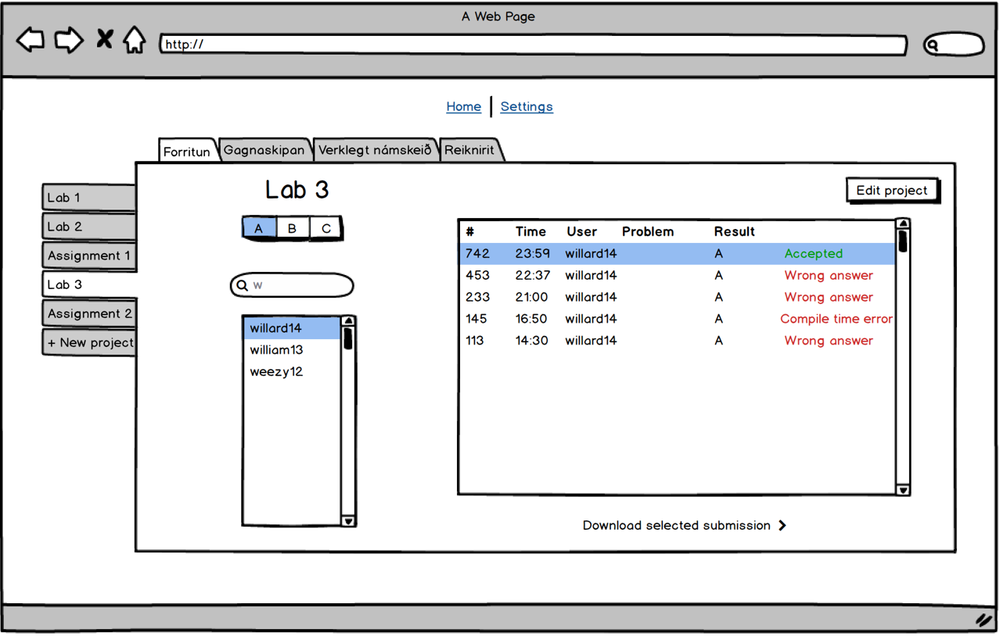 A Web Page
http://
Home | Settings
Forritun Gagnaskipan Verklegt námskeið Reiknirit
Lab 1
Lab 2
Assignment 1
Lab 3
Assignment 2
+ New project
Lab 3
A B C
w
willard14
william13
weezy12
Edit project
# Time User Problem Result
742 23:59 willard14 A Accepted
453 22:37 willard14 A Wrong answer
233 21:00 willard14 A Wrong answer
145 16:50 willard14 A Compile time error
113 14:30 willard14 A Wrong answer
Download selected submission